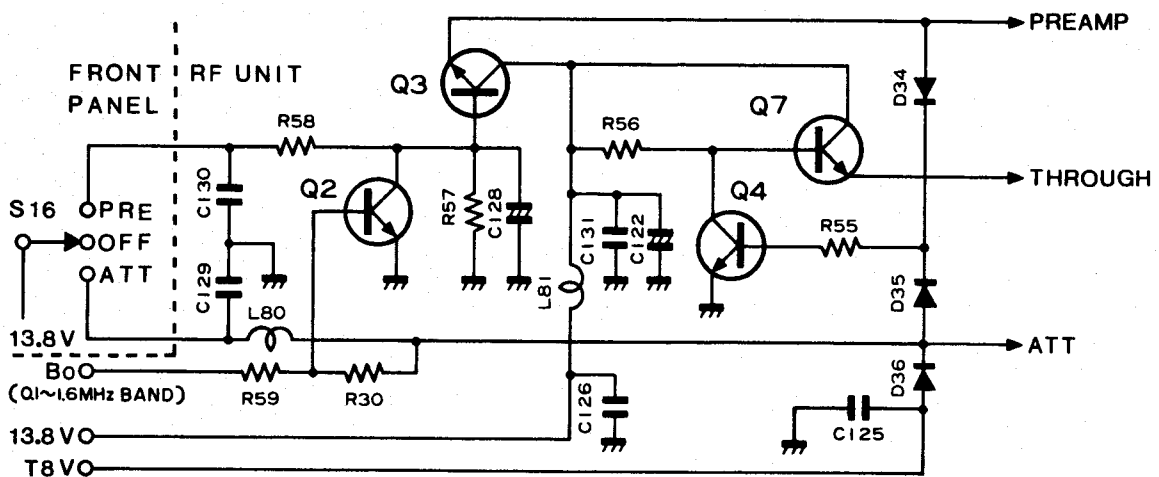 PREAMP
FRONT
PANEL
RF UNIT
Q3
D34
R58
R56
Q7
C130
Q2
R57
C128
Q4
THROUGH
S16
PRE
OFF
ATT
C131
C122
R55
C129
L80
L81
D35
13.8V
ATT
Bo
(0.1~1.6MHz BAND)
R59
R30
C126
D36
C125
13.8V
T8V